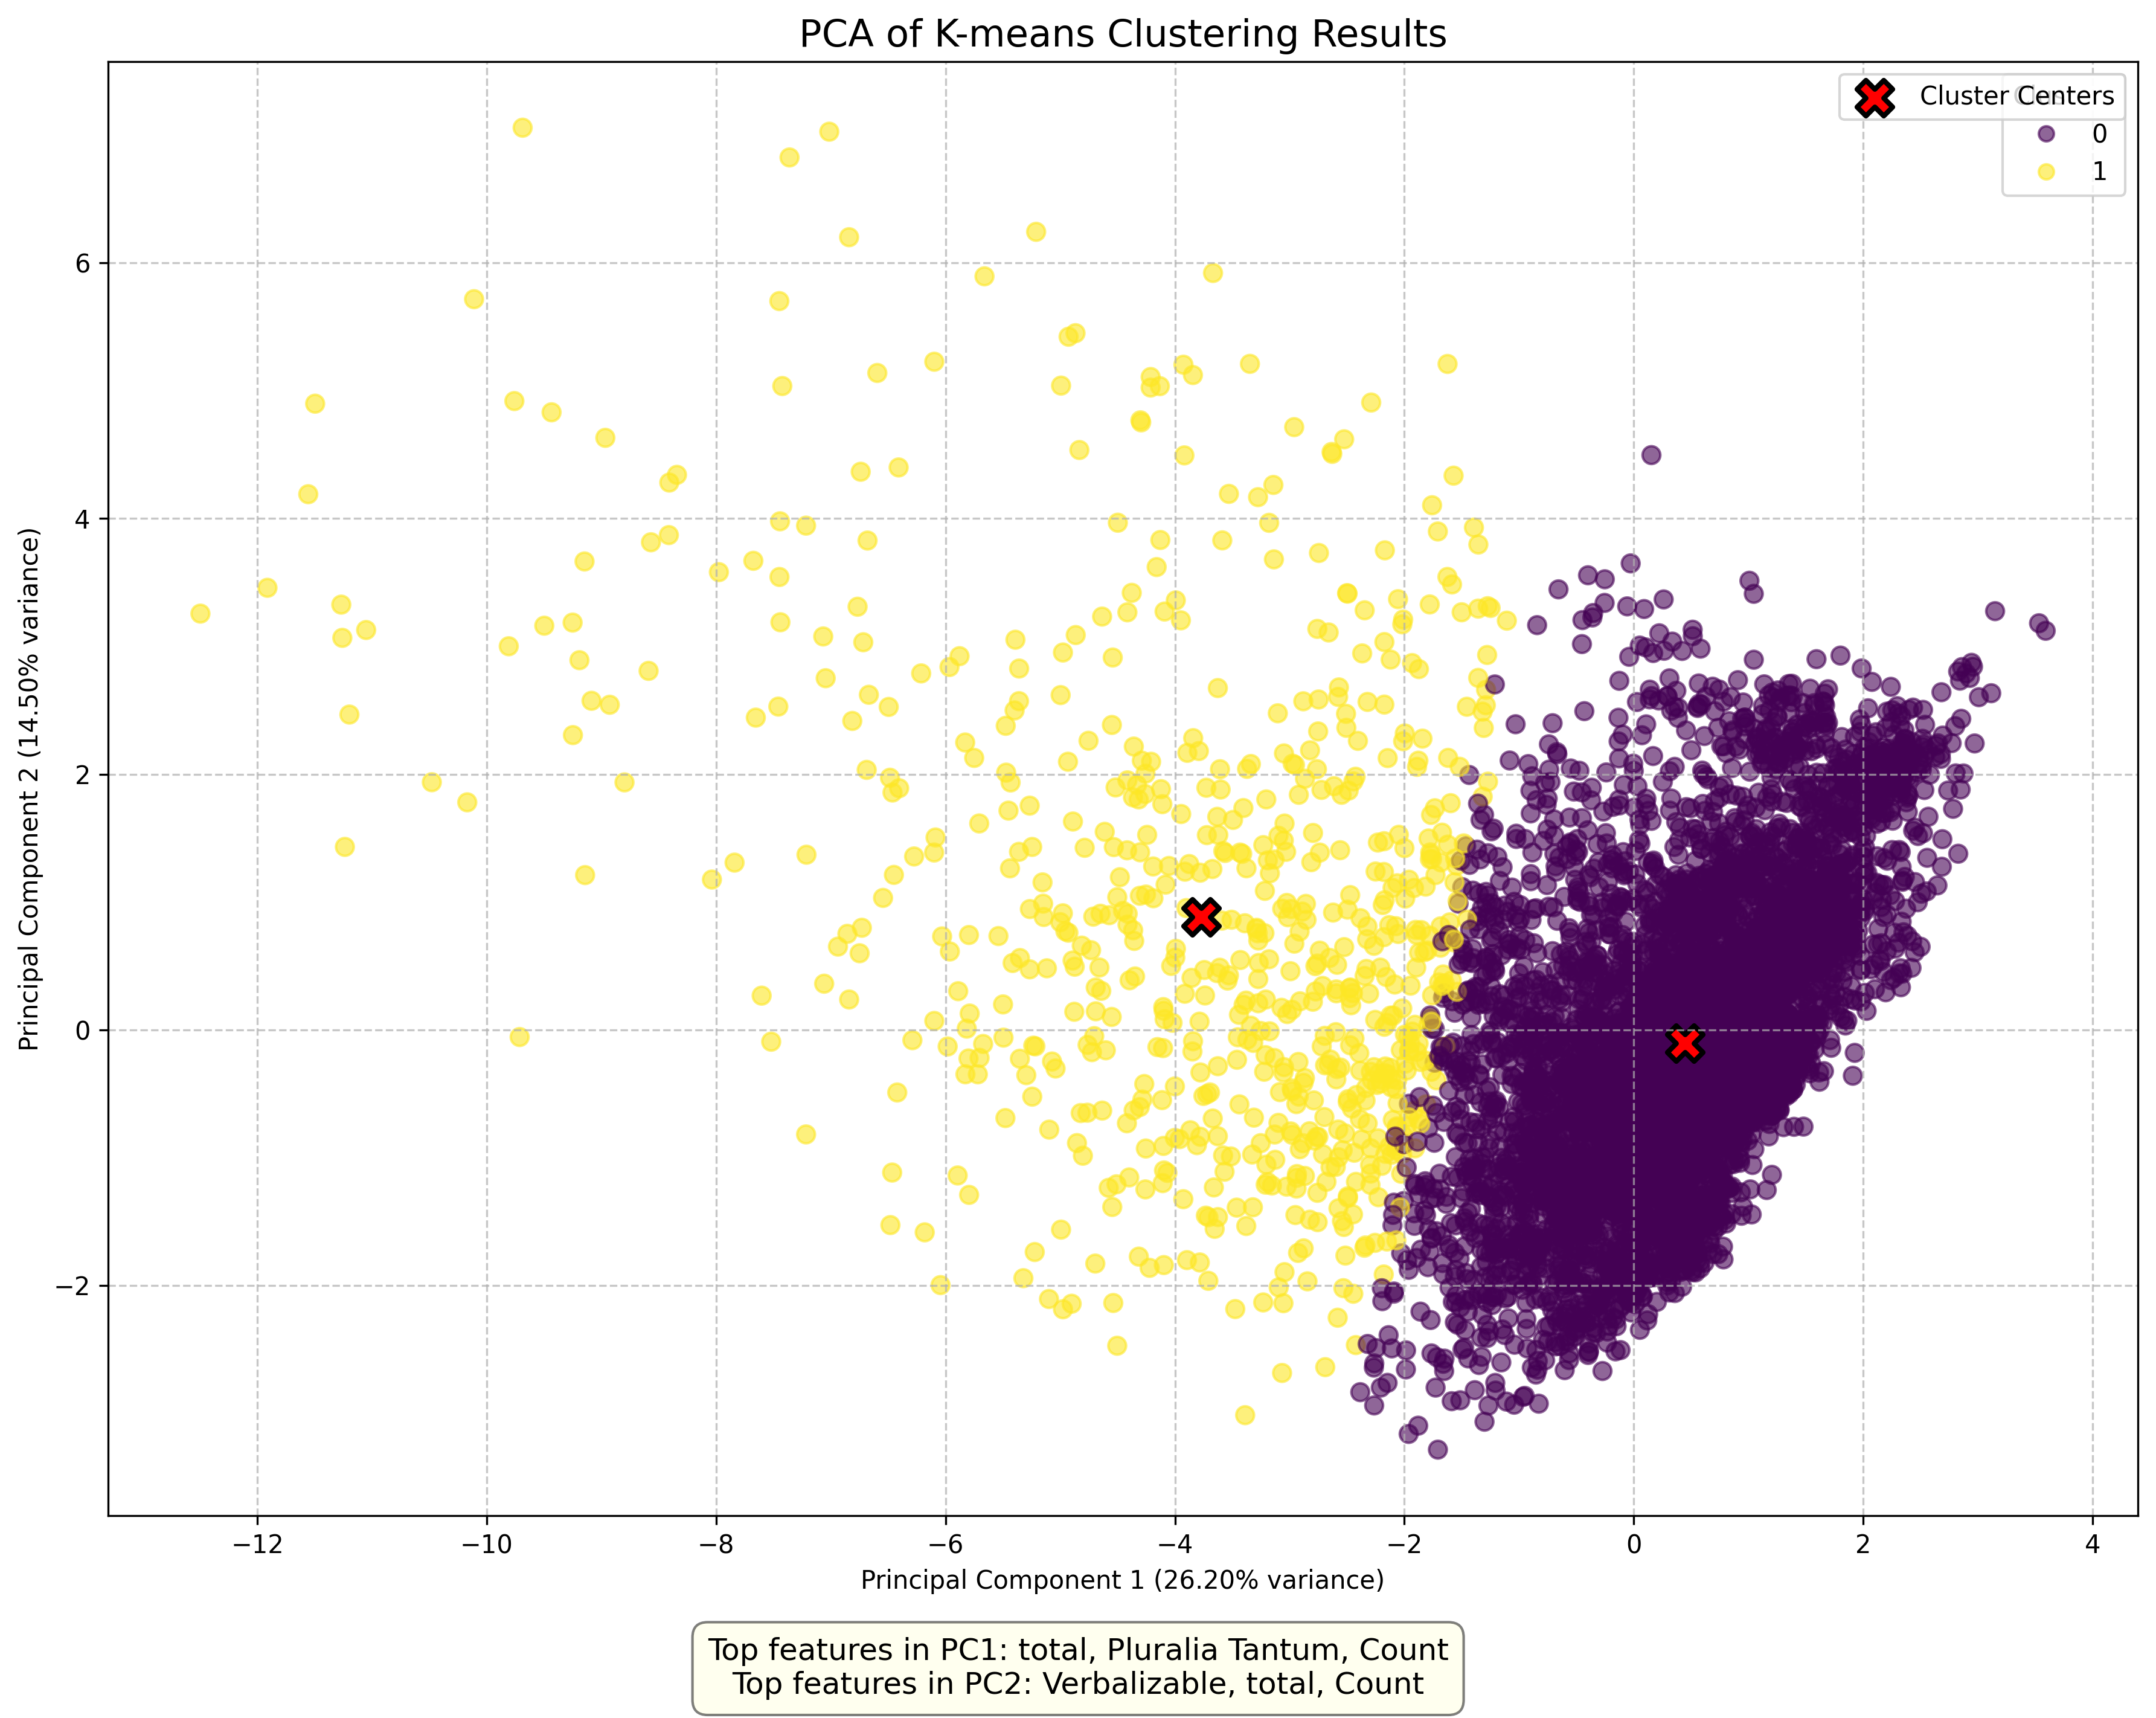 PCA of K-means Clustering Results
Cluster Centers
0
1
6
4
2
0
−2
Principal Component 2 (14.50% variance)
−12
−10
−8
−6
−4
−2
0
2
4
Principal Component 1 (26.20% variance)
Top features in PC1: total, Pluralia Tantum, Count
Top features in PC2: Verbalizable, total, Count